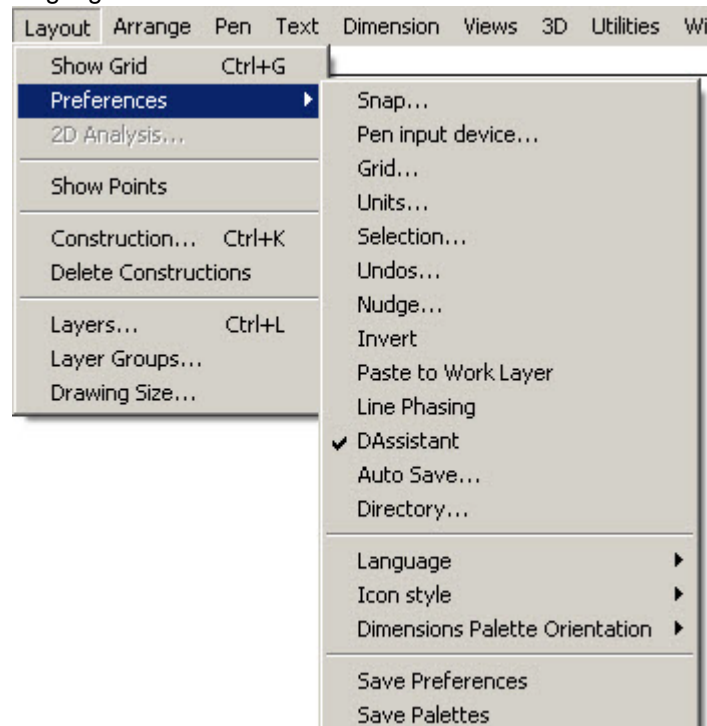 Layout Arrange Pen Text Dimension Views 3D Utilities
Show Grid Ctrl+G
Preferences
2D Analysis...
Show Points
Construction... Ctrl+K
Delete Constructions
Layers... Ctrl+L
Layer Groups...
Drawing Size...
Snap...
Pen input device...
Grid...
Units...
Selection...
Undos...
Nudge...
Invert
Paste to Work Layer
Line Phasing
DAssistant
Auto Save...
Directory...
Language
Icon style
Dimensions Palette Orientation
Save Preferences
Save Palettes